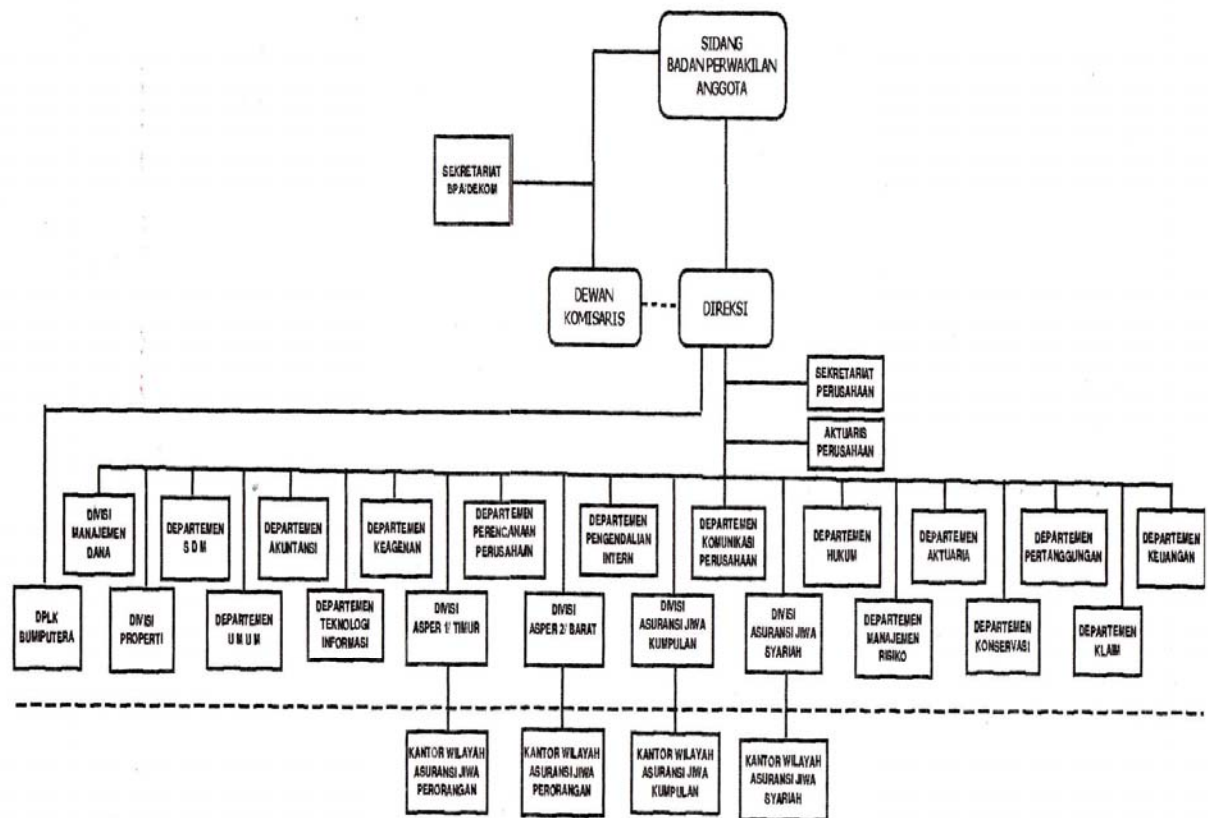 SIDANG
BADAN PERWAKILAN
ANGGOTA
SEKRETARIAT
BPA/DEKOM
DEWAN
KOMISARIS
DIREKSI
SEKRETARIAT
PERUSAHAAN
AKTUARIS
PERUSAHAAN
DIVISI
MANAJEMEN
DANA
DEPARTEMEN
S D M
DEPARTEMEN
AKUNTANSI
DEPARTEMEN
KEAGENAN
DEPARTEMEN
PERENCANAAN
PERUSAHAAN
DEPARTEMEN
PENGENDALIAN
INTERN
DEPARTEMEN
KOMUNIKASI
PERUSAHAAN
DEPARTEMEN
HUKUM
DEPARTEMEN
AKTUARIA
DEPARTEMEN
PERTANGGUNGAN
DEPARTEMEN
KEUANGAN
DPLK
BUMIPUTERA
DIVISI
PROPERTI
DEPARTEMEN
U M U M
DEPARTEMEN
TEKNOLOGI
INFORMASI
DIVISI
ASPER 1/ TIMUR
DIVISI
ASPER 2/ BARAT
DIVISI
ASURANSI JIWA
KUMPULAN
DIVISI
ASURANSI JIWA
SYARIAH
DEPARTEMEN
MANAJEMEN
RISIKO
DEPARTEMEN
KONSERVASI
DEPARTEMEN
KLAIM
KANTOR WILAYAH
ASURANSI JIWA
PERORANGAN
KANTOR WILAYAH
ASURANSI JIWA
PERORANGAN
KANTOR WILAYAH
ASURANSI JIWA
KUMPULAN
KANTOR WILAYAH
ASURANSI JIWA
SYARIAH